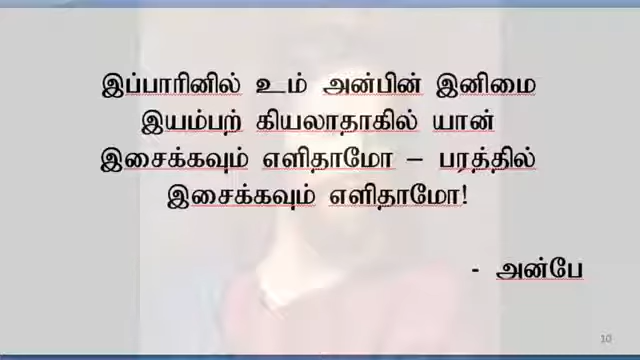 இப்பாரினில் உம் அன்பின் இனிமை
இயம்பற் கியலாதாகில் யான்
இசைக்கவும் எளிதாமோ – பரத்தில்
இசைக்கவும் எளிதாமோ!
- அன்பே
10